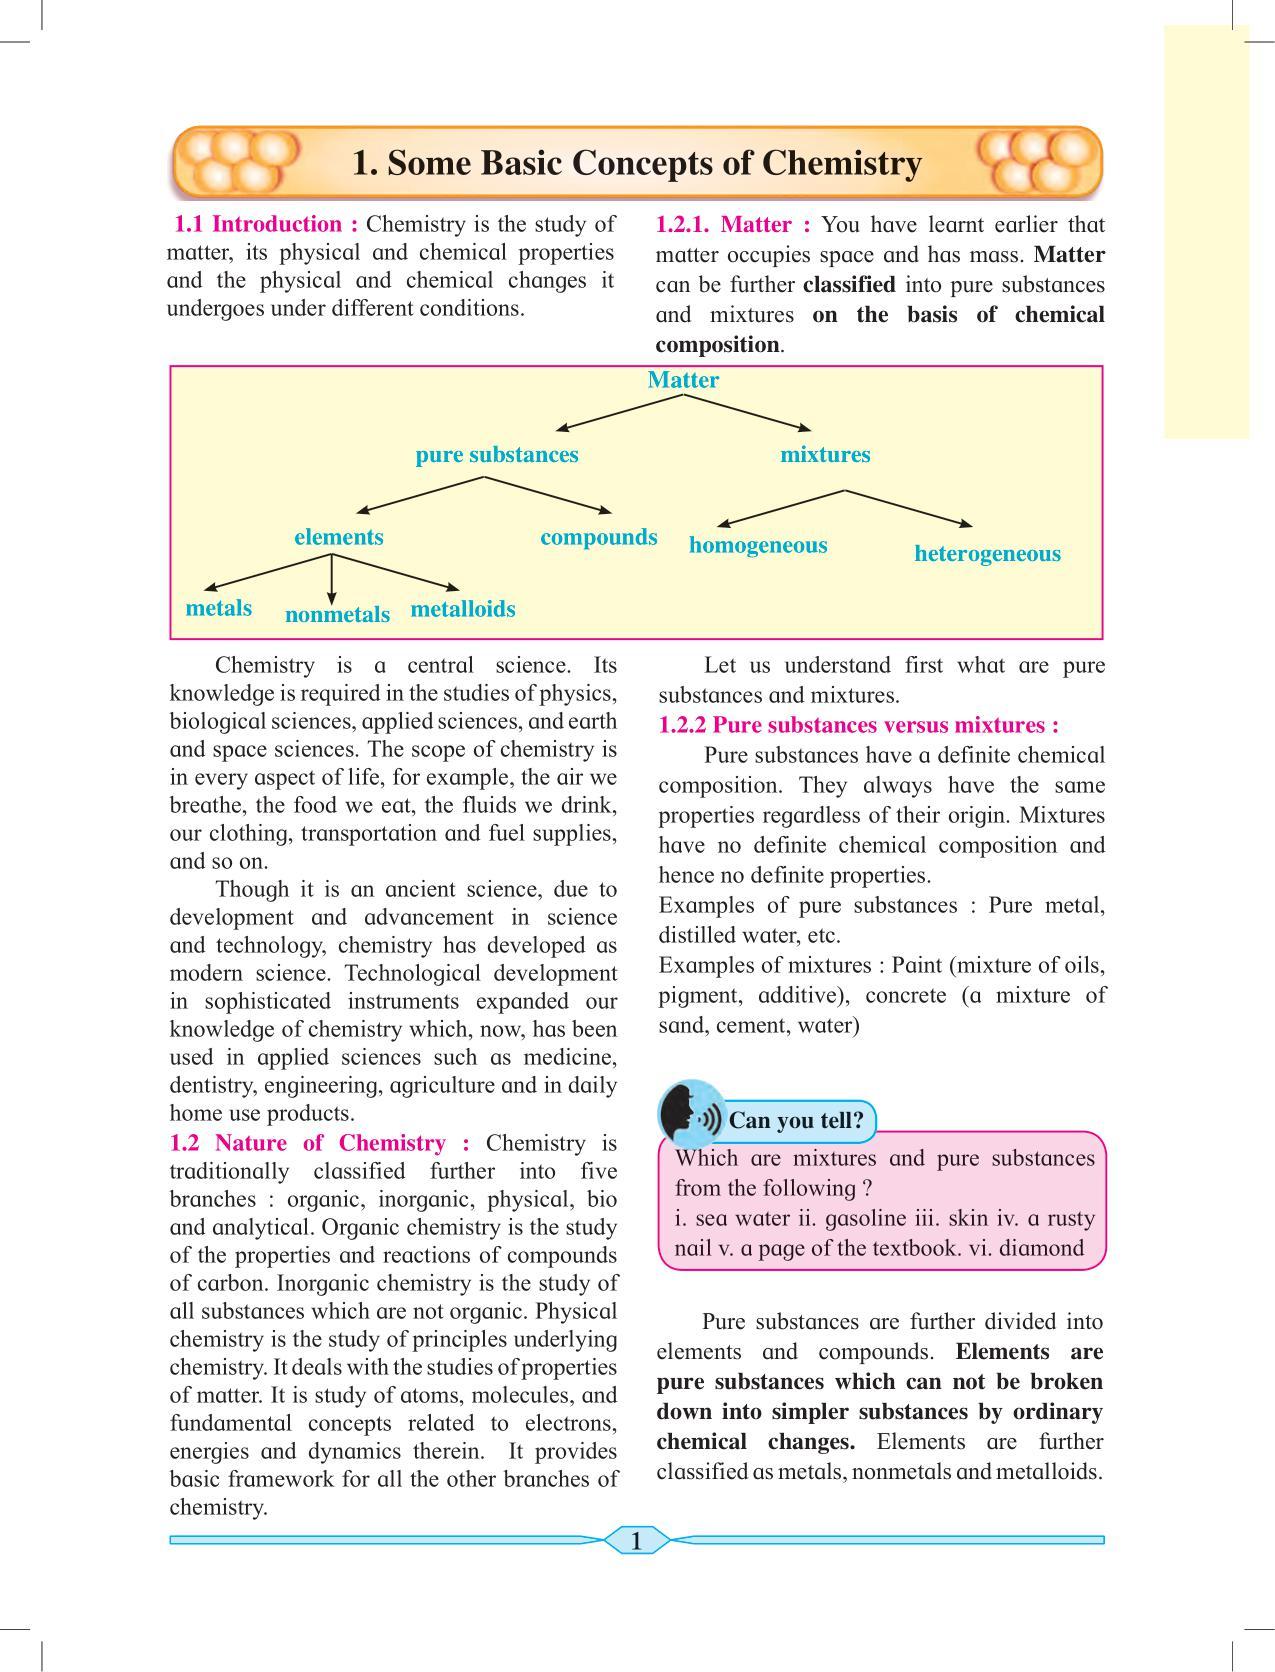 1. Some Basic Concepts of Chemistry
1.1 Introduction : Chemistry is the study of
matter, its physical and chemical properties
and the physical and chemical changes it
undergoes under different conditions.
1.2.1. Matter : You have learnt earlier that
matter occupies space and has mass. Matter
can be further classified into pure substances
and mixtures on the basis of chemical
composition.
Matter
pure substances
mixtures
elements
compounds
homogeneous
heterogeneous
metals
nonmetals
metalloids
Chemistry is a central science. Its
knowledge is required in the studies of physics,
biological sciences, applied sciences, and earth
and space sciences. The scope of chemistry is
in every aspect of life, for example, the air we
breathe, the food we eat, the fluids we drink,
our clothing, transportation and fuel supplies,
and so on.
Though it is an ancient science, due to
development and advancement in science
and technology, chemistry has developed as
modern science. Technological development
in sophisticated instruments expanded our
knowledge of chemistry which, now, has been
used in applied sciences such as medicine,
dentistry, engineering, agriculture and in daily
home use products.
1.2 Nature of Chemistry : Chemistry is
traditionally classified further into five
branches : organic, inorganic, physical, bio
and analytical. Organic chemistry is the study
of the properties and reactions of compounds
of carbon. Inorganic chemistry is the study of
all substances which are not organic. Physical
chemistry is the study of principles underlying
chemistry. It deals with the studies of properties
of matter. It is study of atoms, molecules, and
fundamental concepts related to electrons,
energies and dynamics therein. It provides
basic framework for all the other branches of
chemistry.
Let us understand first what are pure
substances and mixtures.
1.2.2 Pure substances versus mixtures :
Pure substances have a definite chemical
composition. They always have the same
properties regardless of their origin. Mixtures
have no definite chemical composition and
hence no definite properties.
Examples of pure substances : Pure metal,
distilled water, etc.
Examples of mixtures : Paint (mixture of oils,
pigment, additive), concrete (a mixture of
sand, cement, water)
Can you tell?
Which are mixtures and pure substances
from the following ?
i. sea water ii. gasoline iii. skin iv. a rusty
nail v. a page of the textbook. vi. diamond
Pure substances are further divided into
elements and compounds. Elements are
pure substances which can not be broken
down into simpler substances by ordinary
chemical changes. Elements are further
classified as metals, nonmetals and metalloids.
1